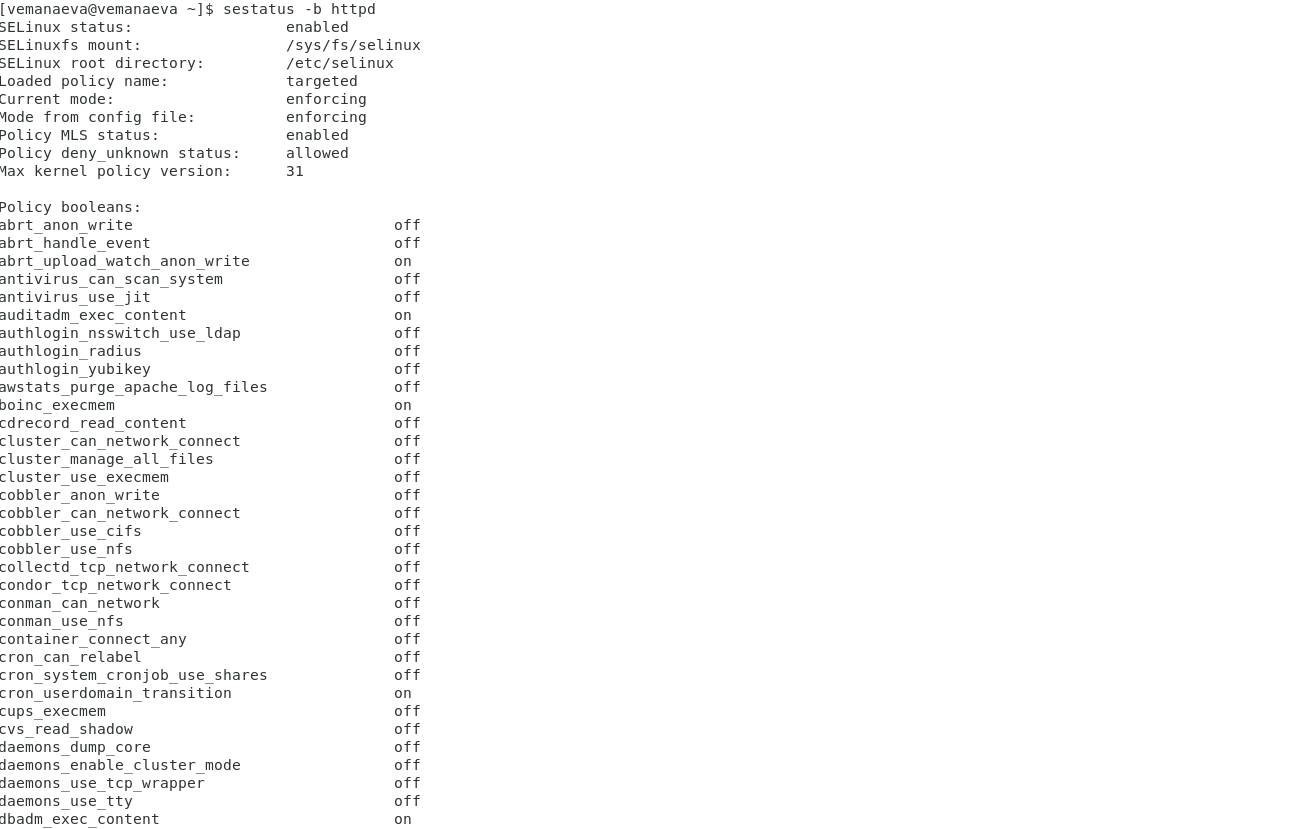 [vemanaeva@vemanaeva ~]$ sestatus -b httpd
SELinux status:                 enabled
SELinuxfs mount:                /sys/fs/selinux
SELinux root directory:         /etc/selinux
Loaded policy name:             targeted
Current mode:                   enforcing
Mode from config file:          enforcing
Policy MLS status:              enabled
Policy deny_unknown status:     allowed
Max kernel policy version:      31

Policy booleans:
abrt_anon_write                             off
abrt_handle_event                           off
abrt_upload_watch_anon_write                on
antivirus_can_scan_system                   off
antivirus_use_jit                           off
auditadm_exec_content                       on
authlogin_nsswitch_use_ldap                 off
authlogin_radius                            off
authlogin_yubikey                           off
awstats_purge_apache_log_files              off
boinc_execmem                               on
cdrecord_read_content                       off
cluster_can_network_connect                 off
cluster_manage_all_files                    off
cluster_use_execmem                         off
cobbler_anon_write                          off
cobbler_can_network_connect                 off
cobbler_use_cifs                            off
cobbler_use_nfs                             off
collectd_tcp_network_connect                off
condor_tcp_network_connect                  off
conman_can_network                          off
conman_use_nfs                              off
container_connect_any                       off
cron_can_relabel                            off
cron_system_cronjob_use_shares              off
cron_userdomain_transition                  on
cups_execmem                                off
cvs_read_shadow                             off
daemons_dump_core                           off
daemons_enable_cluster_mode                 off
daemons_use_tcp_wrapper                     off
daemons_use_tty                             off
dbadm_exec_content                          on